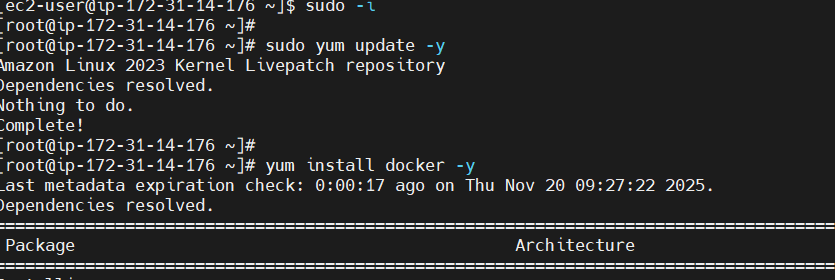 [ec2-user@ip-172-31-14-176 ~]$ sudo -i
[root@ip-172-31-14-176 ~]#
[root@ip-172-31-14-176 ~]# sudo yum update -y
Amazon Linux 2023 Kernel Livepatch repository
Dependencies resolved.
Nothing to do.
Complete!
[root@ip-172-31-14-176 ~]#
[root@ip-172-31-14-176 ~]# yum install docker -y
Last metadata expiration check: 0:00:17 ago on Thu Nov 20 09:27:22 2025.
Dependencies resolved.
Package Architecture